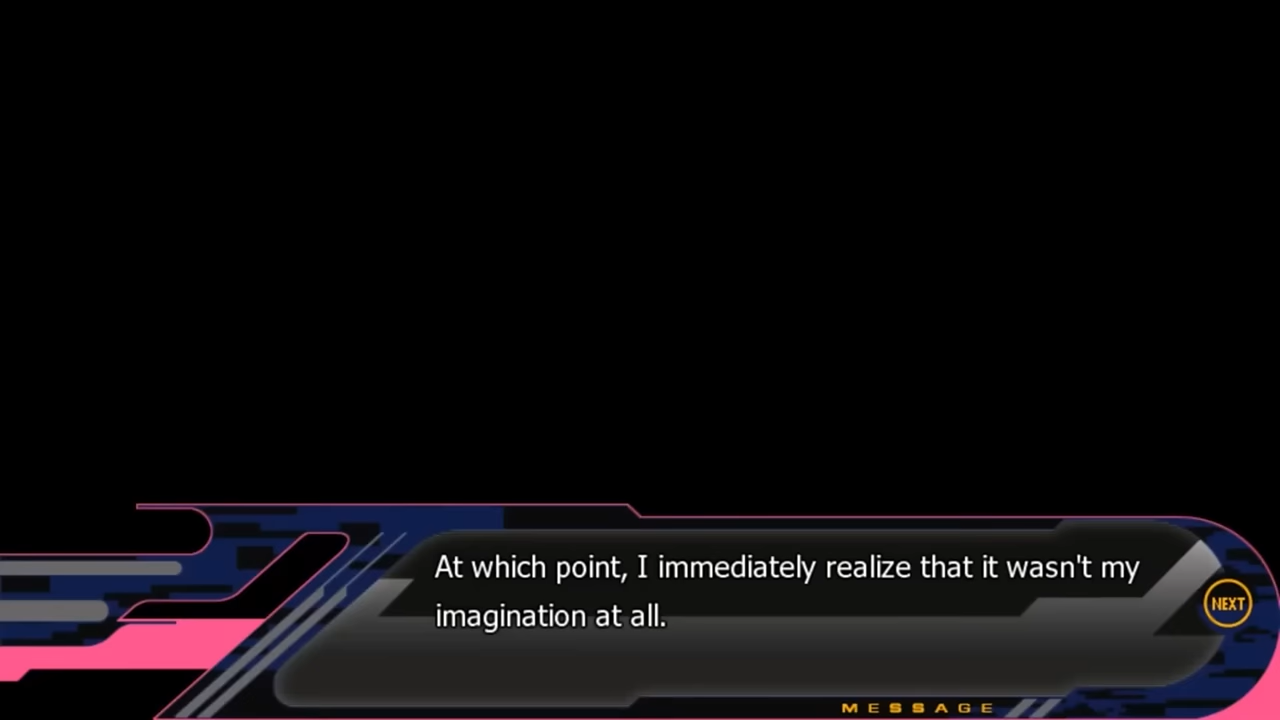 At which point, I immediately realize that it wasn't my
imagination at all.
NEXT
MESSAGE